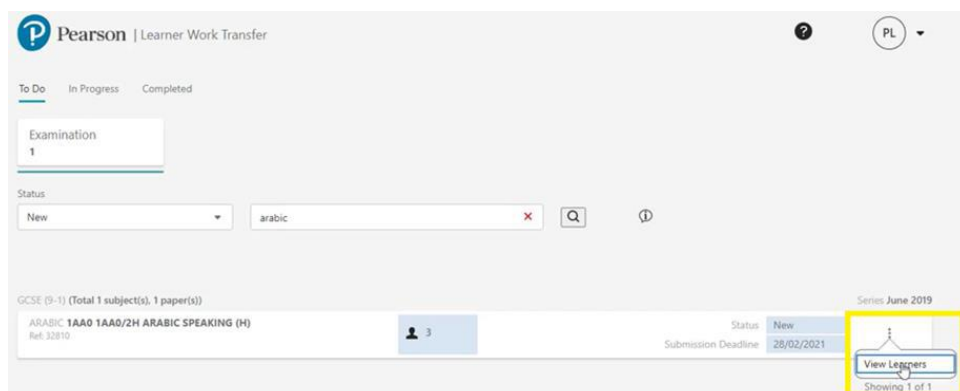 Pearson | Learner Work Transfer
PL
To Do In Progress Completed
Examination
1
Status
New
arabic
GCSE (9-1) (Total 1 subject(s), 1 paper(s))
Series June 2019
ARABIC 1AA0 1AA0/2H ARABIC SPEAKING (H)
Ref: 32810
3
Status New
Submission Deadline 28/02/2021
View Learners
Showing 1 of 1